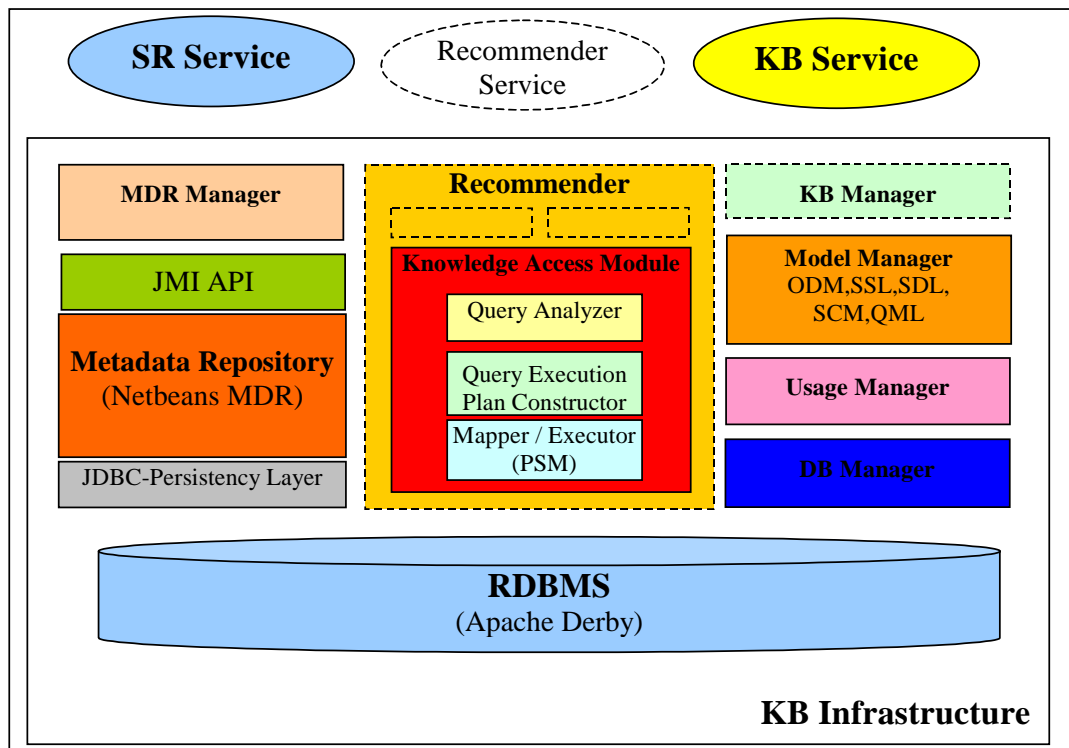 SR Service
Recommender
Service
KB Service
MDR Manager
JMI API
Metadata Repository
(Netbeans MDR)
JDBC-Persistency Layer
Recommender
Knowledge Access Module
Query Analyzer
Query Execution
Plan Constructor
Mapper / Executor
(PSM)
KB Manager
Model Manager
ODM,SSL,SDL,
SCM,QML
Usage Manager
DB Manager
RDBMS
(Apache Derby)
KB Infrastructure